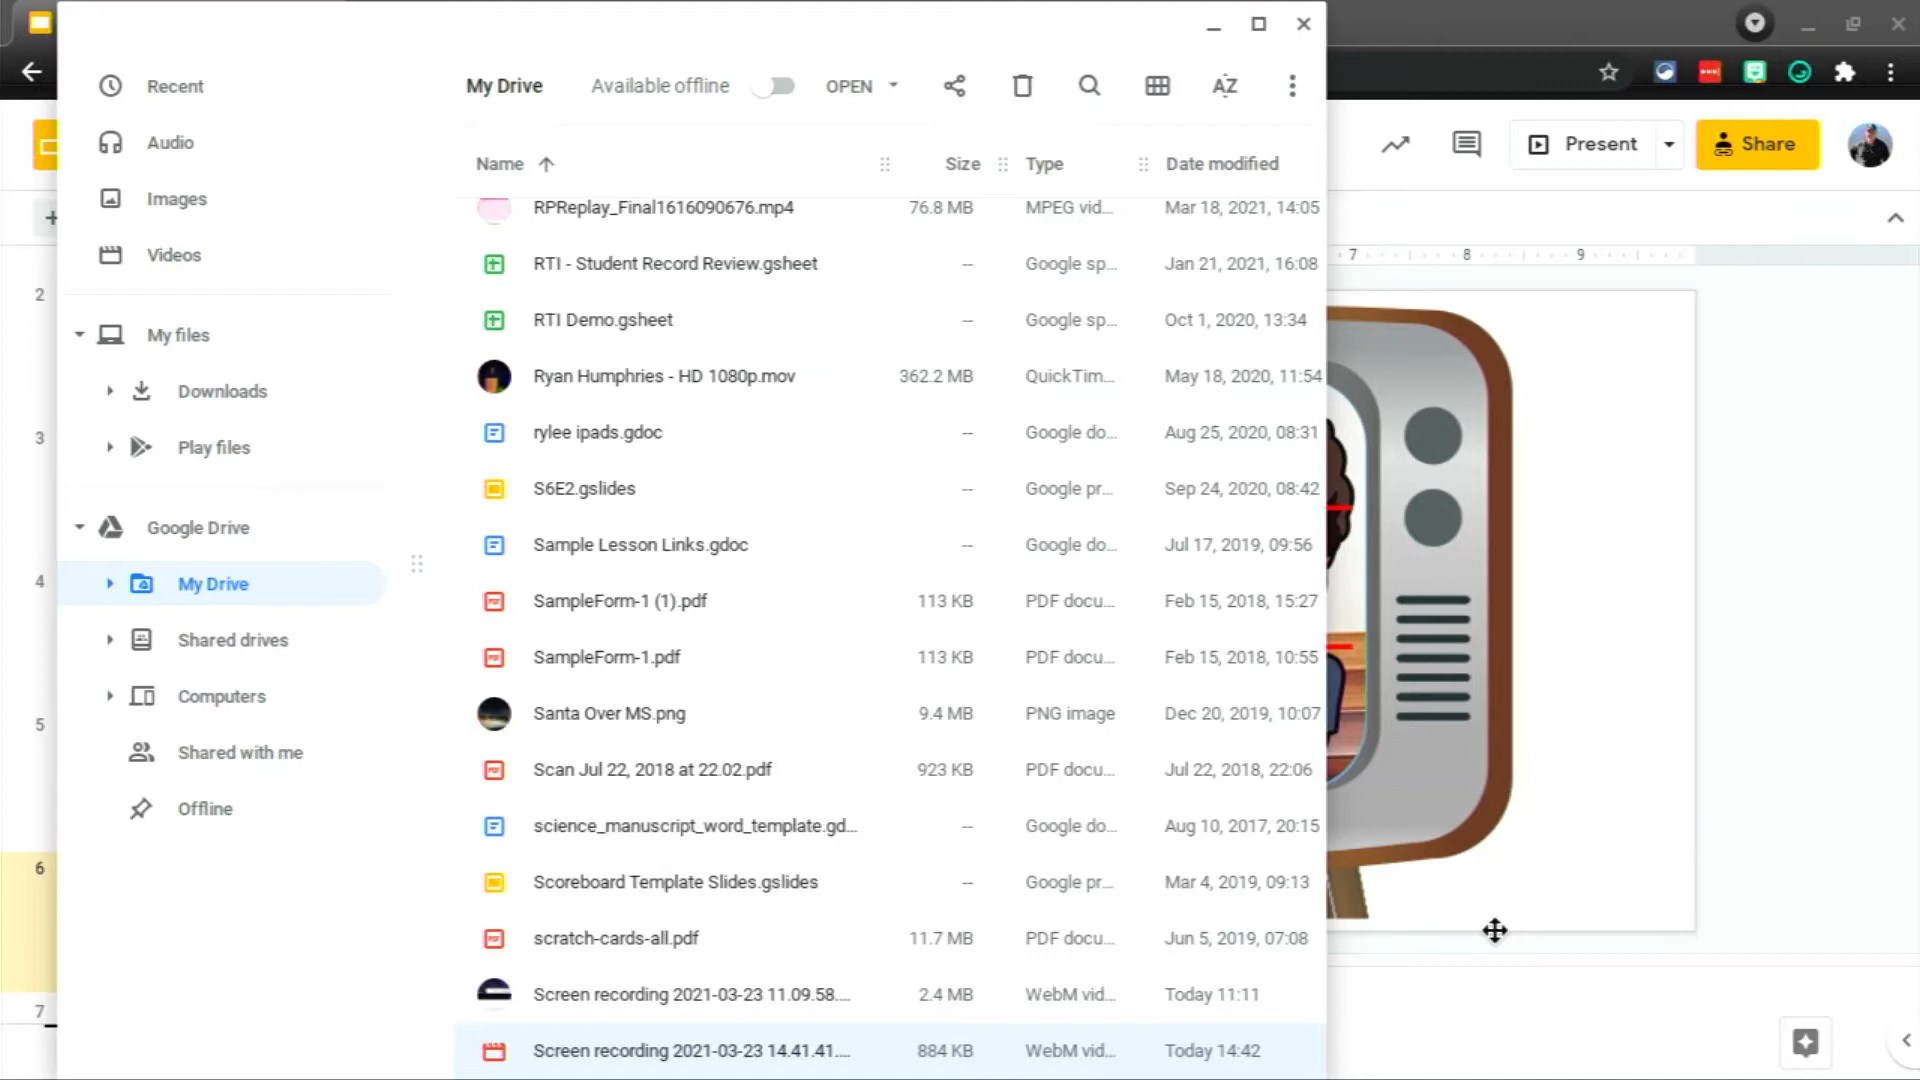 Recent
Audio
Images
Videos
My files
Downloads
Play files
Google Drive
My Drive
Shared drives
Computers
Shared with me
Offline
My Drive Available offline OPEN AZ
Name Size Type Date modified
RPReplay_Final1616090676.mp4 76.8 MB MPEG vid... Mar 18, 2021, 14:05
RTI - Student Record Review.gsheet -- Google sp... Jan 21, 2021, 16:08
RTI Demo.gsheet -- Google sp... Oct 1, 2020, 13:34
Ryan Humphries - HD 1080p.mov 362.2 MB QuickTim... May 18, 2020, 11:54
rylee ipads.gdoc -- Google do... Aug 25, 2020, 08:31
S6E2.gslides -- Google pr... Sep 24, 2020, 08:42
Sample Lesson Links.gdoc -- Google do... Jul 17, 2019, 09:56
SampleForm-1 (1).pdf 113 KB PDF docu... Feb 15, 2018, 15:27
SampleForm-1.pdf 113 KB PDF docu... Feb 15, 2018, 10:55
Santa Over MS.png 9.4 MB PNG image Dec 20, 2019, 10:07
Scan Jul 22, 2018 at 22.02.pdf 923 KB PDF docu... Jul 22, 2018, 22:06
science_manuscript_word_template.gd... -- Google do... Aug 10, 2017, 20:15
Scoreboard Template Slides.gslides -- Google pr... Mar 4, 2019, 09:13
scratch-cards-all.pdf 11.7 MB PDF docu... Jun 5, 2019, 07:08
Screen recording 2021-03-23 11.09.58.... 2.4 MB WebM vid... Today 11:11
Screen recording 2021-03-23 14.41.41.... 884 KB WebM vid... Today 14:42
Present Share
7 8 9
2
3
4
5
6
7